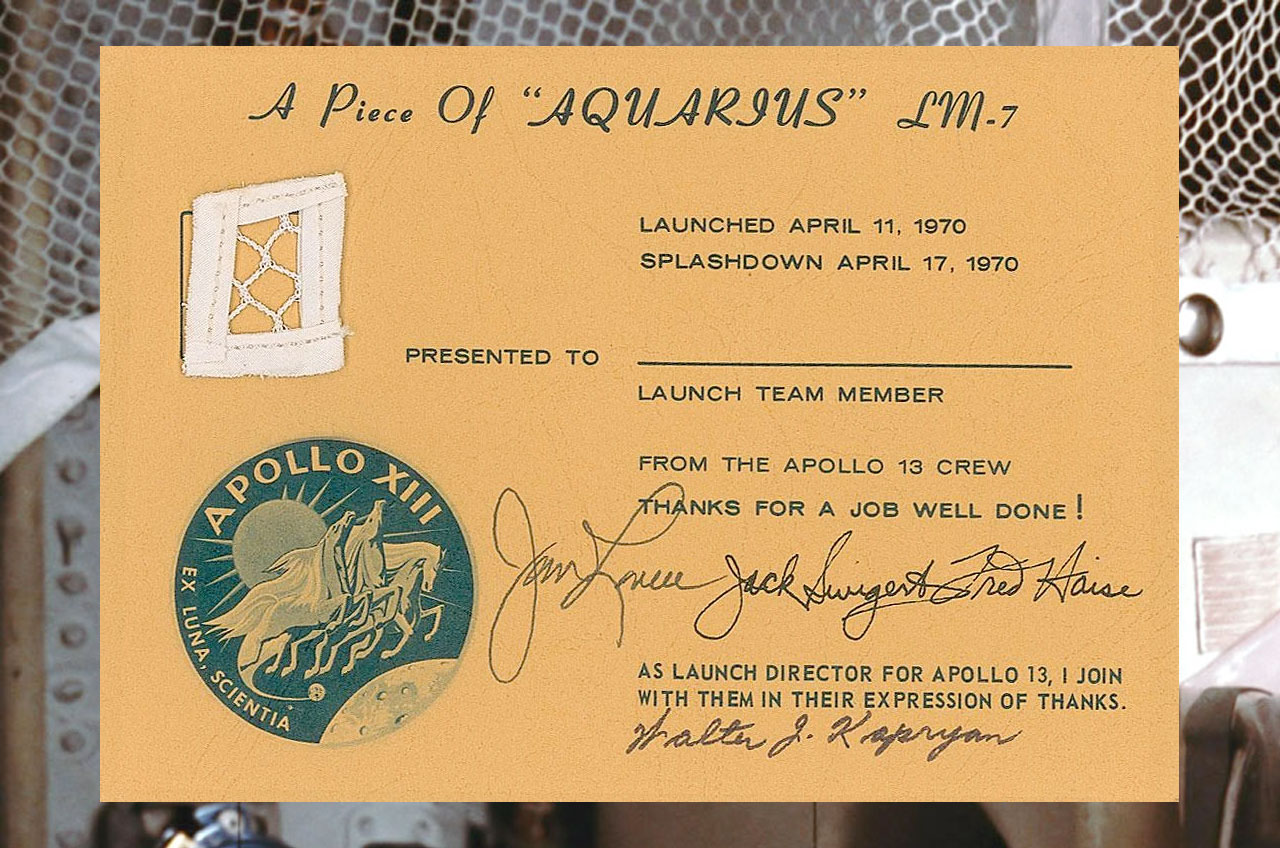 A Piece Of “AQUARIUS” LM-7
LAUNCHED APRIL 11, 1970
SPLASHDOWN APRIL 17, 1970
PRESENTED TO
LAUNCH TEAM MEMBER
FROM THE APOLLO 13 CREW
THANKS FOR A JOB WELL DONE!
APOLLO XIII
EX LUNA, SCIENTIA
Jim Lovell Jack Swigert Fred Haise
AS LAUNCH DIRECTOR FOR APOLLO 13, I JOIN
WITH THEM IN THEIR EXPRESSION OF THANKS.
Walter J. Kapryan